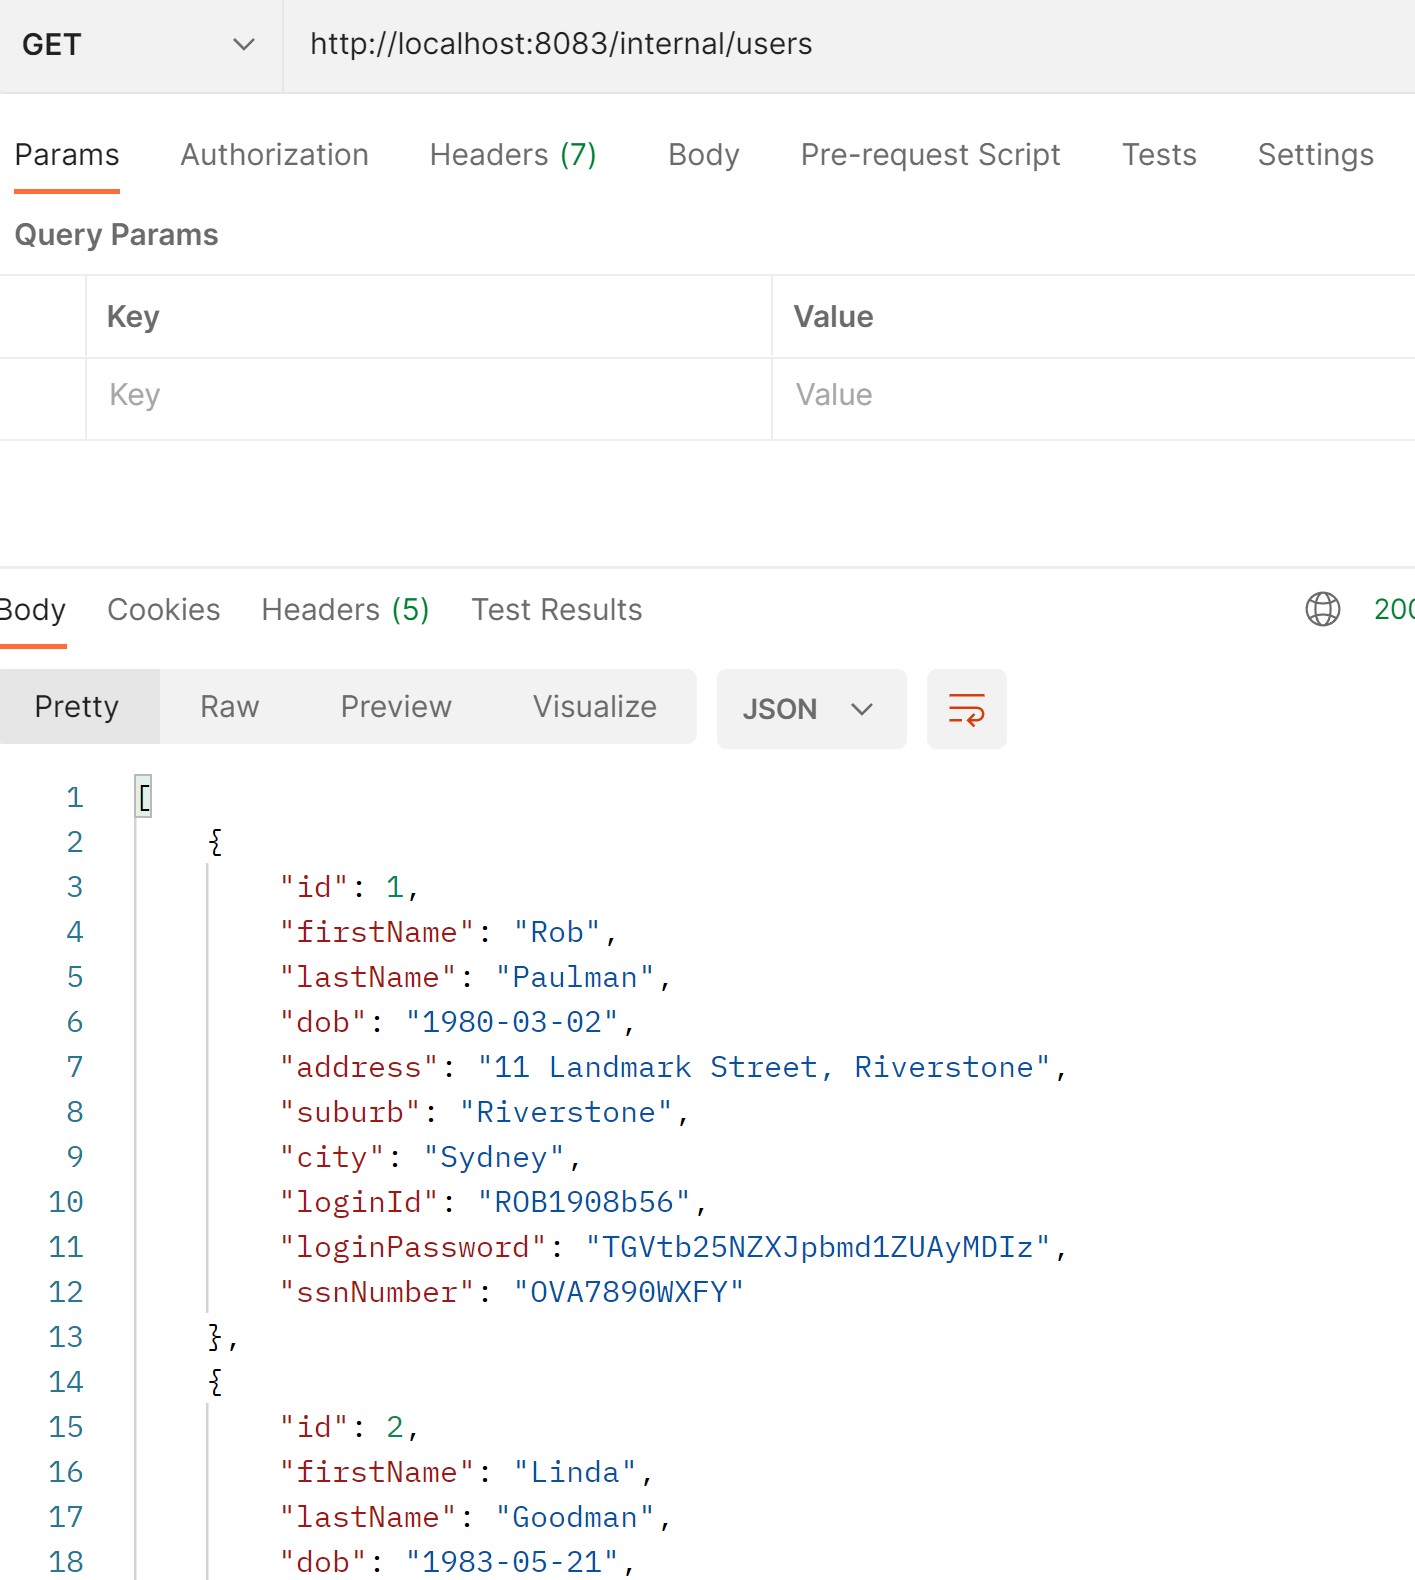 GET http://localhost:8083/internal/users
Params Authorization Headers (7) Body Pre-request Script Tests Settings
Query Params
Key Value
Key Value
Body Cookies Headers (5) Test Results 200
Pretty Raw Preview Visualize JSON
1 [
2 {
3 "id": 1,
4 "firstName": "Rob",
5 "lastName": "Paulman",
6 "dob": "1980-03-02",
7 "address": "11 Landmark Street, Riverstone",
8 "suburb": "Riverstone",
9 "city": "Sydney",
10 "loginId": "ROB1908b56",
11 "loginPassword": "TGVtb25NZXJpbmd1ZUAyMDIz",
12 "ssnNumber": "OVA7890WXFY"
13 },
14 {
15 "id": 2,
16 "firstName": "Linda",
17 "lastName": "Goodman",
18 "dob": "1983-05-21",